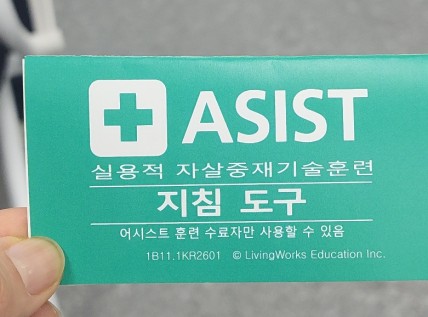 ASIST
실용적 자살중재기술훈련
지침 도구
어시스트 훈련 수료자만 사용할 수 있음
1B11.1KR2601 © LivingWorks Education Inc.